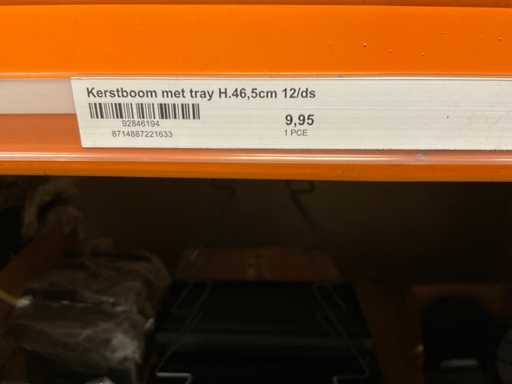 Kerstboom met tray H.46,5cm 12/ds
92846194
9,95
8714887221633
1 PCE